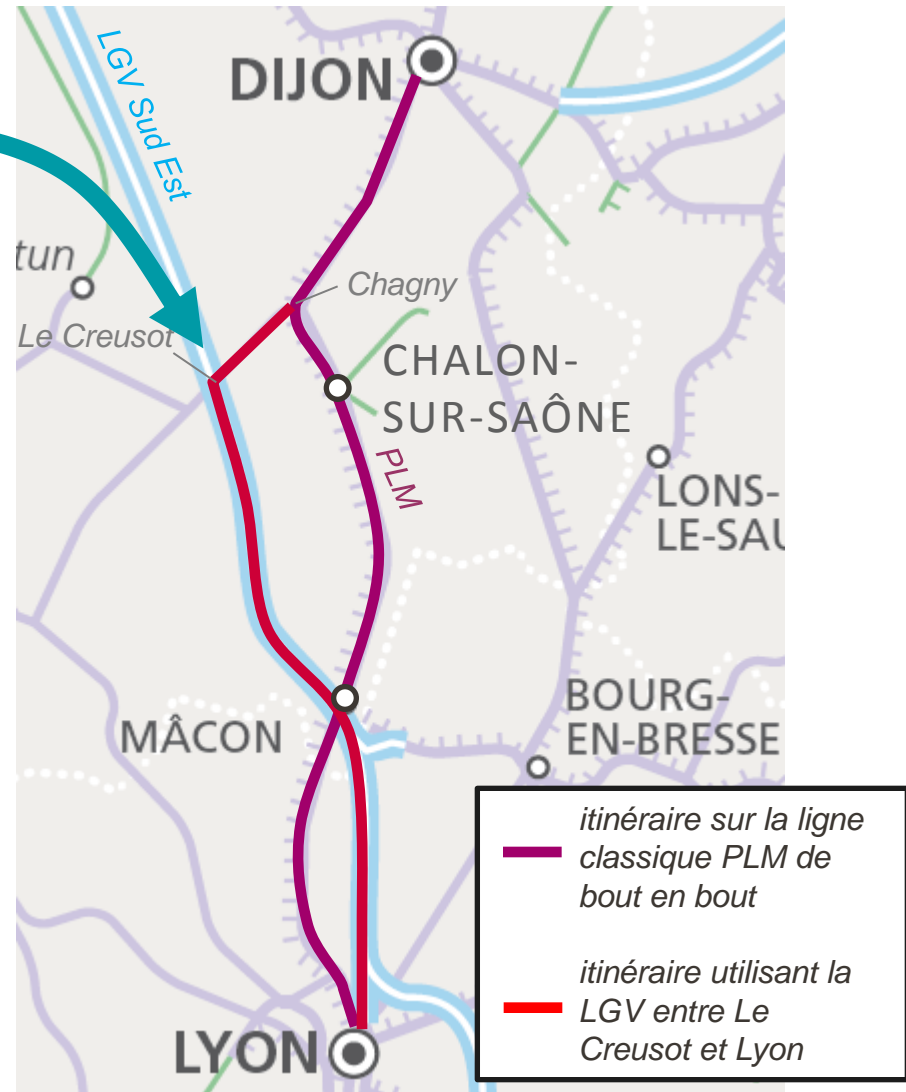 LGV Sud Est
DIJON
tun
Chagny
Le Creusot
CHALON-
SUR-SAÔNE
PLM
LONS-
LE-SAU
MÂCON
BOURG-
EN-BRESSE
itinéraire sur la ligne
classique PLM de
bout en bout
itinéraire utilisant la
LGV entre Le
Creusot et Lyon
LYON